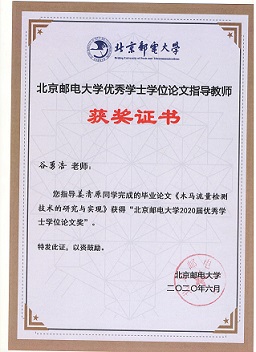 北京邮电大学
Beijing University of Posts and Telecommunications
北京邮电大学优秀学士学位论文指导教师
获奖证书
谷勇浩 老师：
您指导姜清原同学完成的毕业论文《木马流量检测
技术的研究与实现》获得“北京邮电大学2020届优秀学
士学位论文奖”。
特发此证，以资鼓励。
北京邮电大学
二〇二〇年六月